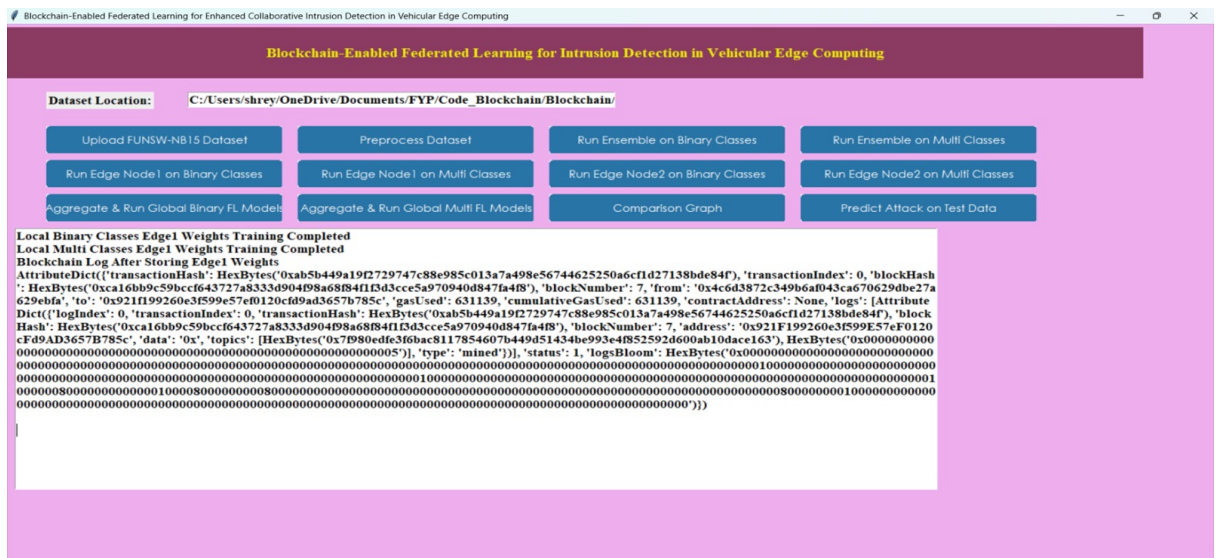 Blockchain-Enabled Federated Learning for Enhanced Collaborative Intrusion Detection in Vehicular Edge Computing
Blockchain-Enabled Federated Learning for Intrusion Detection in Vehicular Edge Computing
Dataset Location: C:/Users/shrey/OneDrive/Documents/FYP/Code_Blockchain/Blockchain/
Upload FUNSW-NB15 Dataset Preprocess Dataset Run Ensemble on Binary Classes Run Ensemble on Multi Classes
Run Edge Node1 on Binary Classes Run Edge Node1 on Multi Classes Run Edge Node2 on Binary Classes Run Edge Node2 on Multi Classes
Aggregate & Run Global Binary FL Models Aggregate & Run Global Multi FL Models Comparison Graph Predict Attack on Test Data
Local Binary Classes Edge1 Weights Training Completed
Local Multi Classes Edge1 Weights Training Completed
Blockchain Log After Storing Edge1 Weights
AttributeDict({'transactionHash': HexBytes('0xab5b449a19f2729747c88e985c013a7a498e56744625250a6cf1d27138bde84f'), 'transactionIndex': 0, 'blockHash
': HexBytes('0xca16bb9c59bccf643727a8333d904f98a68f84f1f3d3cce5a970940d847fa4f8'), 'blockNumber': 7, 'from': '0x4c6d3872c349b6af043ca670629dbe27a
629ebfa', 'to': '0x921f199260e3f599e57ef0120cfd9ad3657b785c', 'gasUsed': 631139, 'cumulativeGasUsed': 631139, 'contractAddress': None, 'logs': [Attribute
Dict({'logIndex': 0, 'transactionIndex': 0, 'transactionHash': HexBytes('0xab5b449a19f2729747c88e985c013a7a498e56744625250a6cf1d27138bde84f'), 'block
Hash': HexBytes('0xca16bb9c59bccf643727a8333d904f98a68f84f1f3d3cce5a970940d847fa4f8'), 'blockNumber': 7, 'address': '0x921F199260e3f599E57eF0120
cFd9AD3657B785c', 'data': '0x', 'topics': [HexBytes('0x7f980edfe3f6bac8117854607b449d51434be993e4f852592d600ab10dace163'), HexBytes('0x0000000000
')], 'type': 'mined'})], 'status': 1, 'logsBloom':
')})